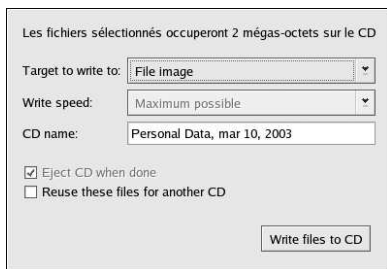 Les fichiers sélectionnés occuperont 2 mégas-octets sur le CD
Target to write to: File image
Write speed: Maximum possible
CD name: Personal Data, mar 10, 2003
Eject CD when done
Reuse these files for another CD
Write files to CD